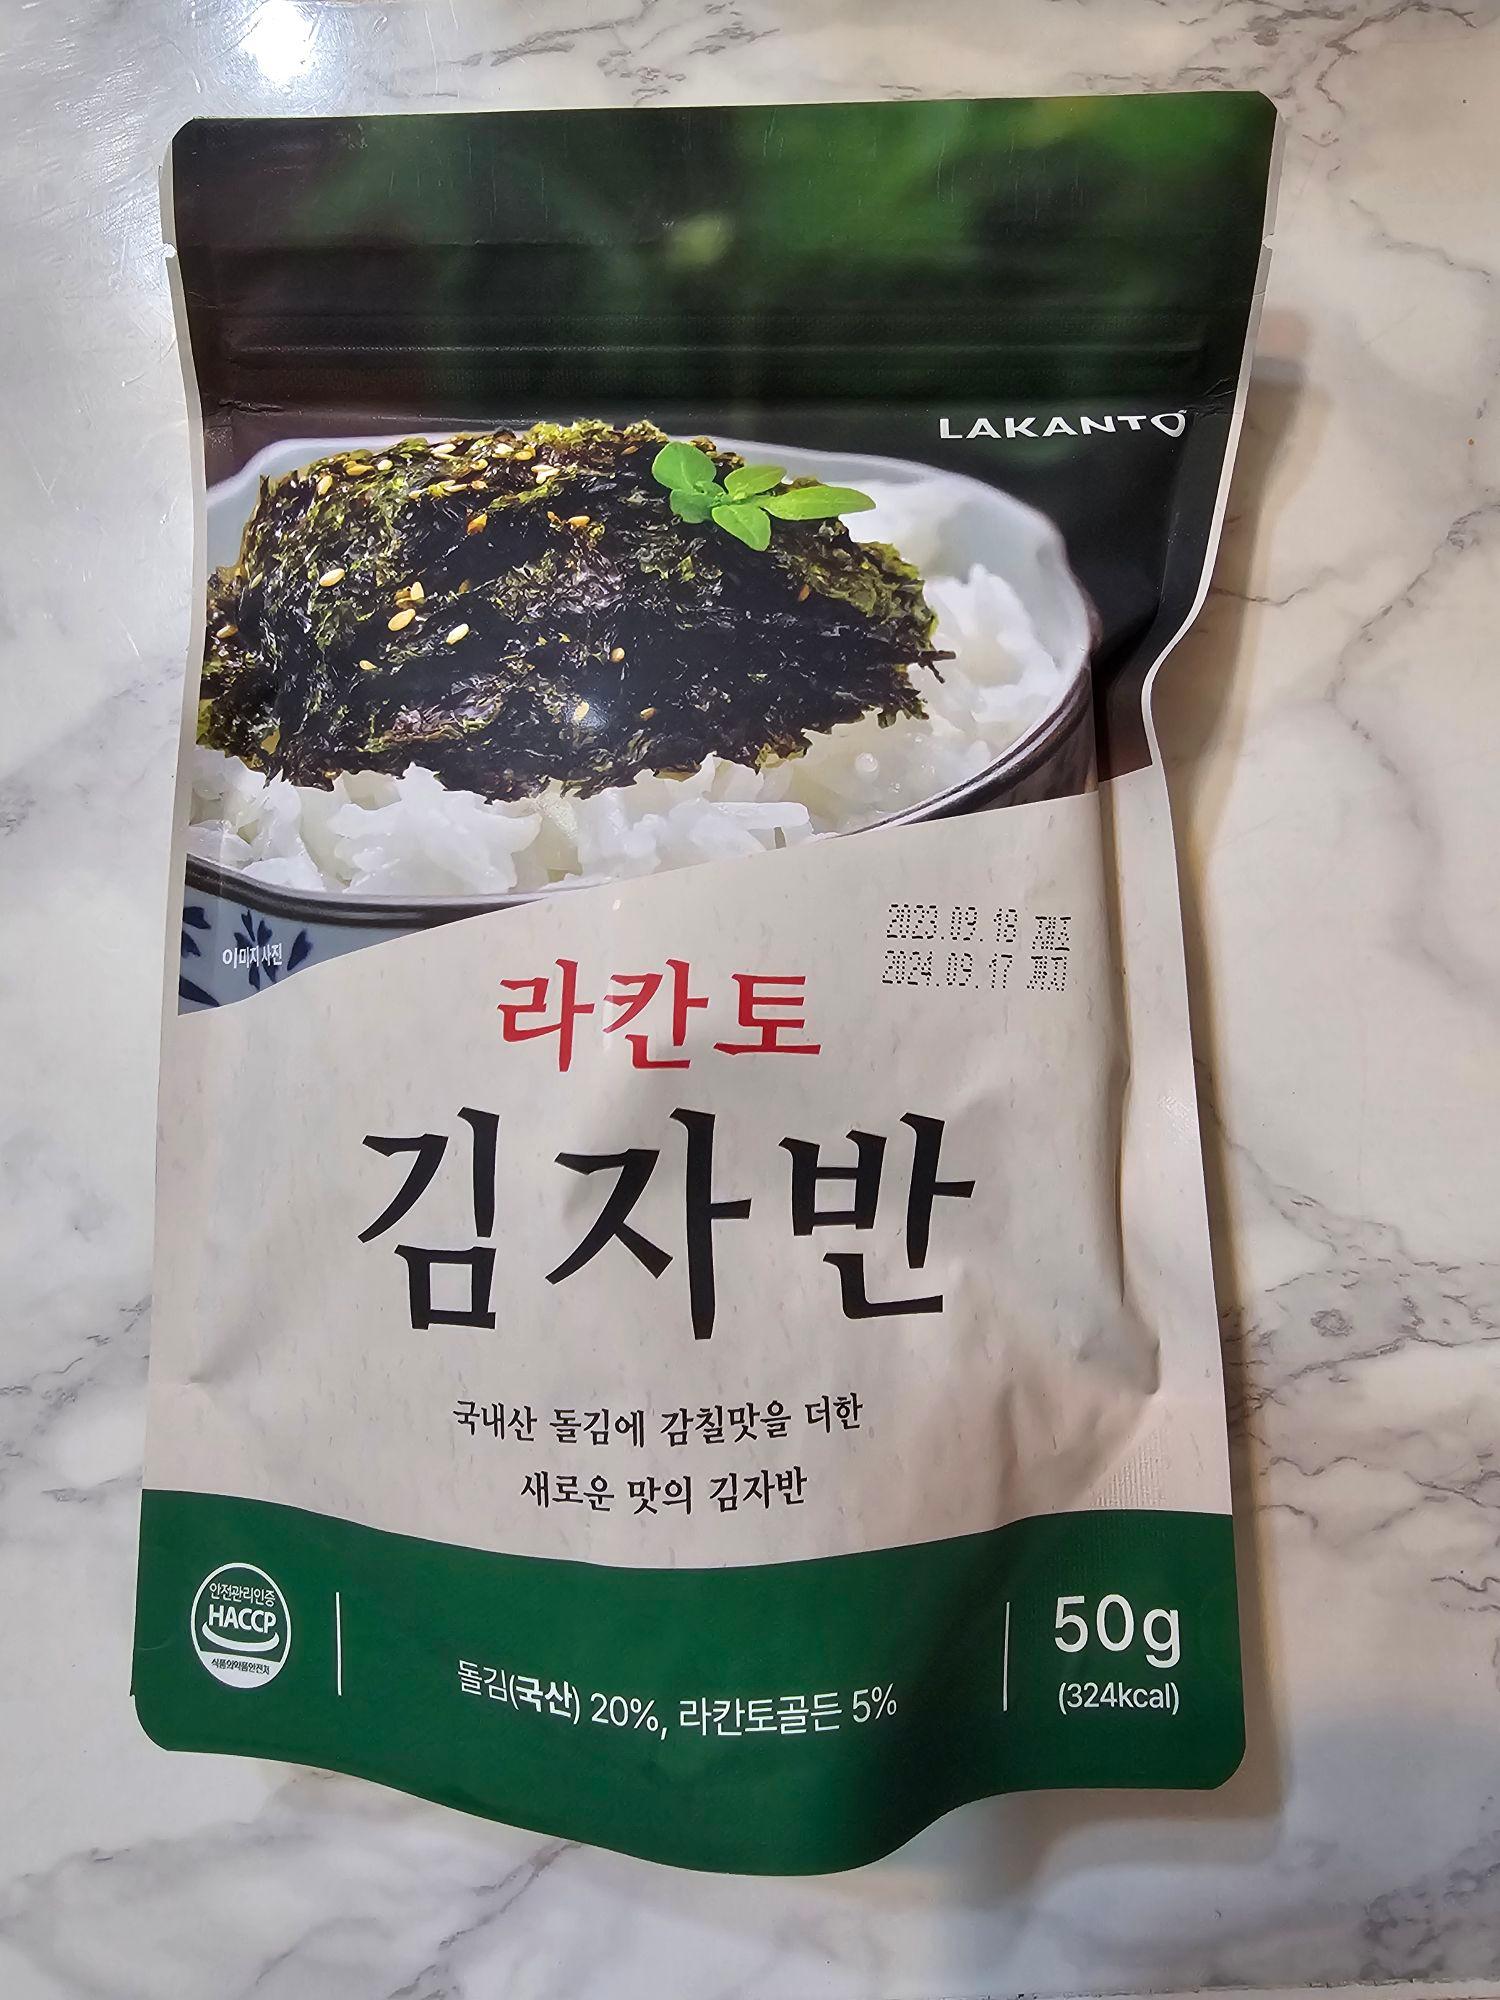 LAKANTO
이미지 사진
2023.09.18 제조
2024.09.17 까지
라칸토
김자반
국내산 돌김에 감칠맛을 더한
새로운 맛의 김자반
안전관리인증
HACCP
식품의약품안전처
돌김(국산) 20%, 라칸토골든 5%
50g
(324kcal)